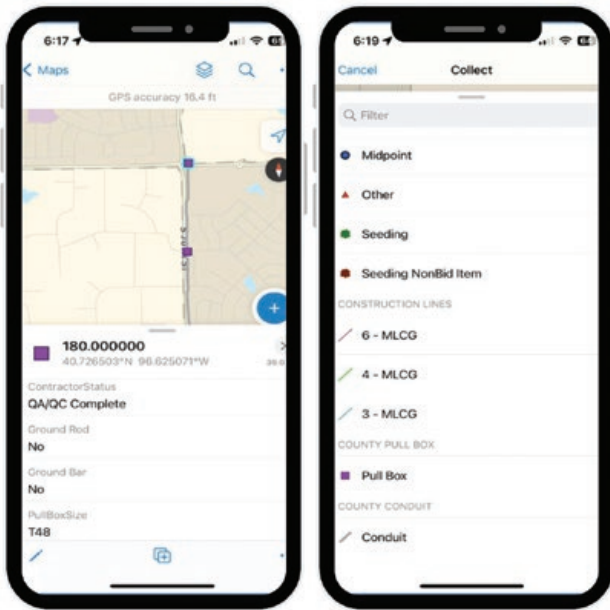 6:17
Maps
GPS accuracy 16.4 ft
180.000000
40.726503°N 96.625071°W
ContractorStatus
QA/QC Complete
Ground Rod
No
Ground Bar
No
PullBoxSize
T48
6:19
Cancel
Collect
Filter
Midpoint
Other
Seeding
Seeding NonBid Item
CONSTRUCTION LINES
6 - MLCG
4 - MLCG
3 - MLCG
COUNTY PULL BOX
Pull Box
COUNTY CONDUIT
Conduit